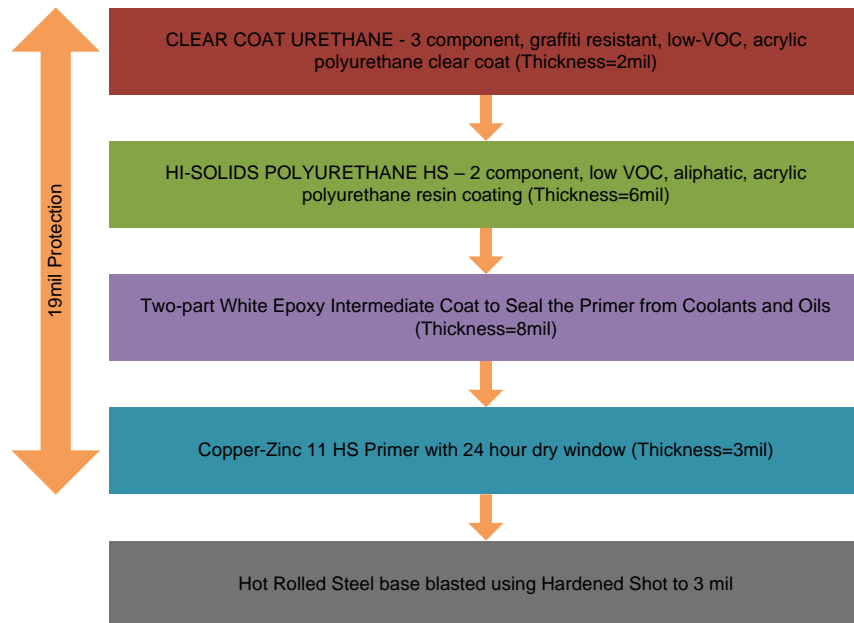 CLEAR COAT URETHANE - 3 component, graffiti resistant, low-VOC, acrylic
polyurethane clear coat (Thickness=2mil)
HI-SOLIDS POLYURETHANE HS – 2 component, low VOC, aliphatic, acrylic
polyurethane resin coating (Thickness=6mil)
19mil Protection
Two-part White Epoxy Intermediate Coat to Seal the Primer from Coolants and Oils
(Thickness=8mil)
Copper-Zinc 11 HS Primer with 24 hour dry window (Thickness=3mil)
Hot Rolled Steel base blasted using Hardened Shot to 3 mil